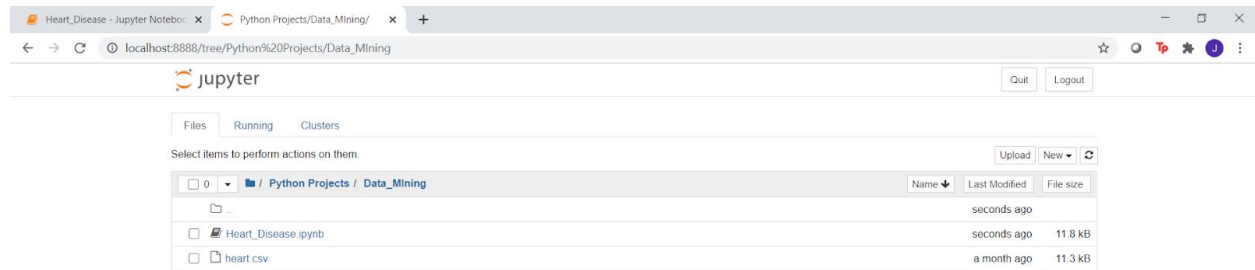 Heart_Disease - Jupyter Noteboo
Python Projects/Data_MIning/
localhost:8888/tree/Python%20Projects/Data_MIning
Tp
J
jupyter
Quit Logout
Files Running Clusters
Select items to perform actions on them.
Upload New
0 / Python Projects / Data_MIning Name Last Modified File size
.. seconds ago
Heart_Disease.ipynb seconds ago 11.8 kB
heart.csv a month ago 11.3 kB